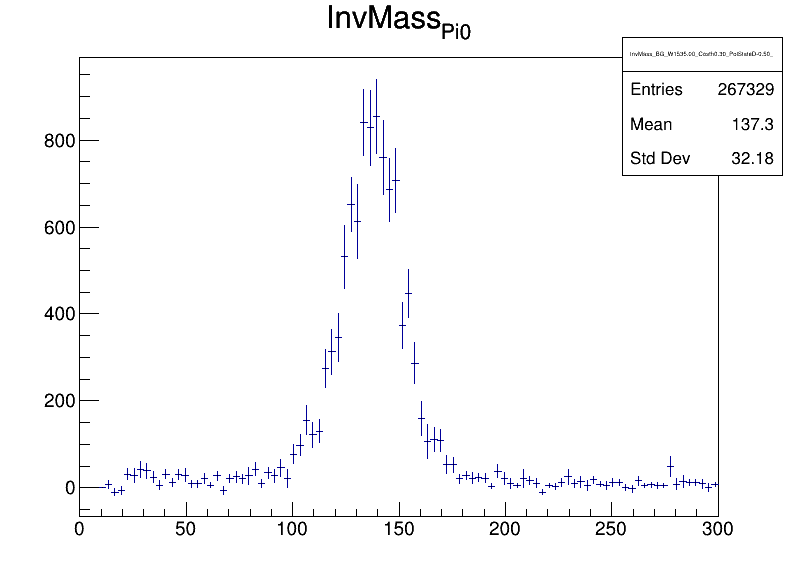 InvMass_Pi0
InvMass_BG_W1535.00_Costh0.30_PolStateD-0.50_
Entries 267329
Mean 137.3
Std Dev 32.18
800
600
400
200
0
0 50 100 150 200 250 300